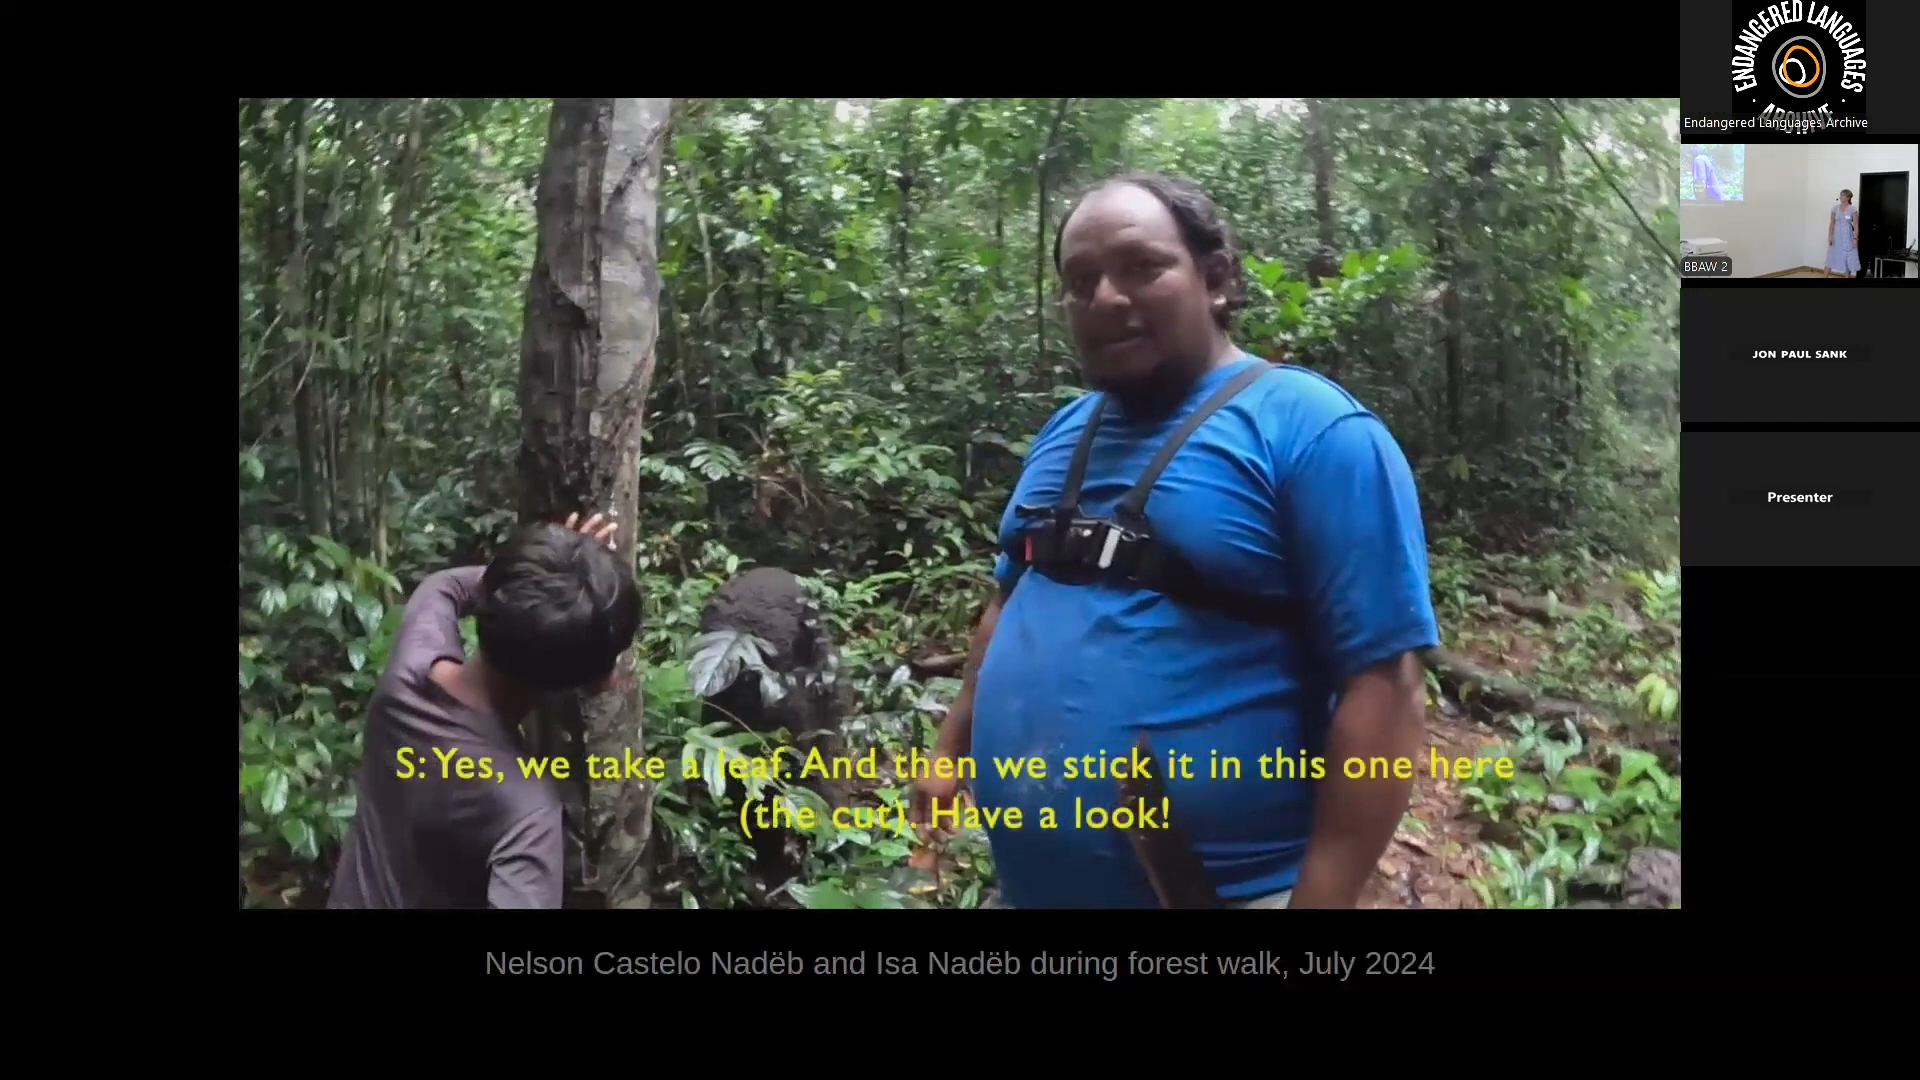 ENDANGERED LANGUAGES
· ARCHIVE ·
Endangered Languages Archive
BBAW 2
JON PAUL SANK
Presenter
S: Yes, we take a leaf. And then we stick it in this one here
(the cut). Have a look!
Nelson Castelo Nadëb and Isa Nadëb during forest walk, July 2024